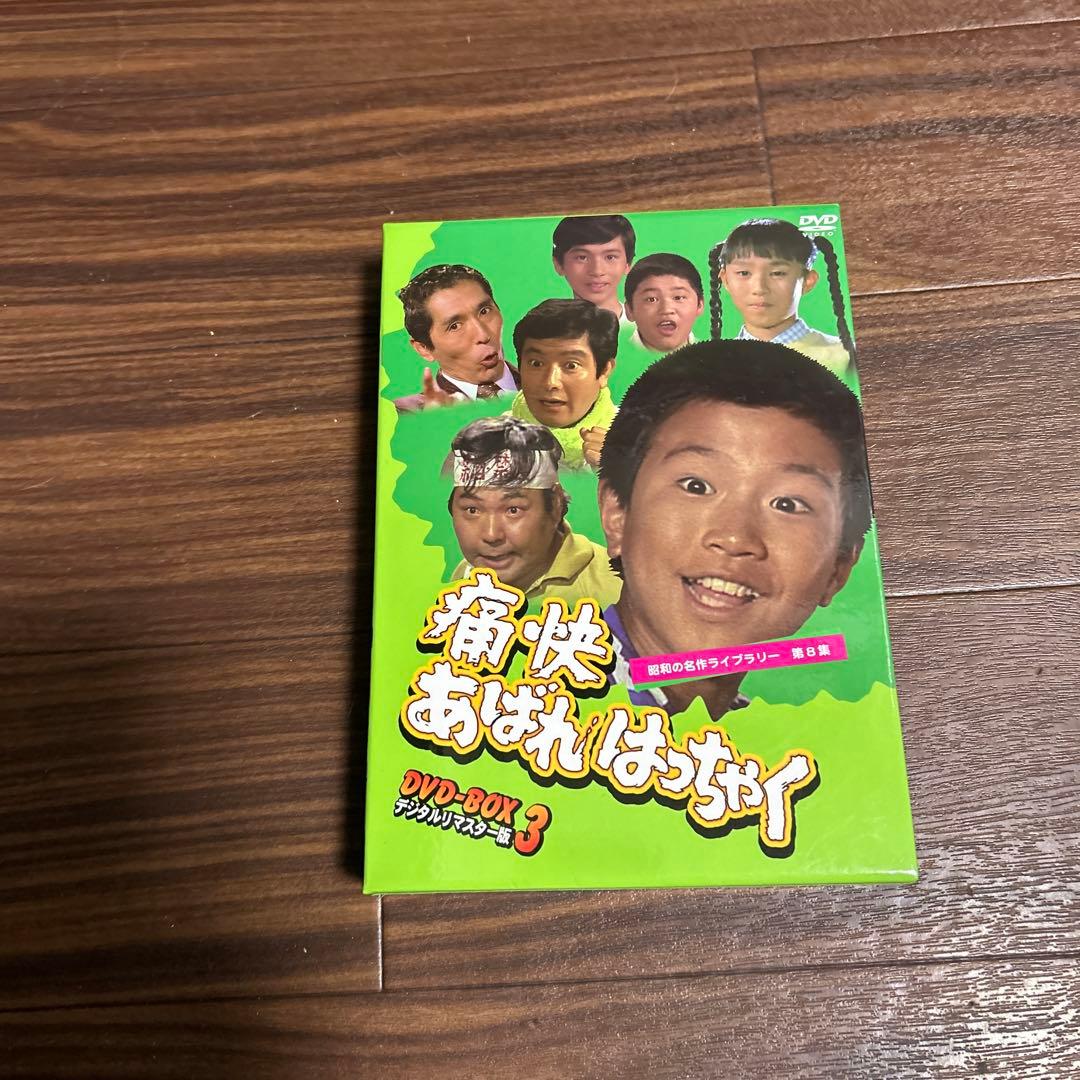 DVD
VIDEO
昭和の名作ライブラリー 第8集
痛快
あばれはっちゃく
DVD-BOX 3
デジタルリマスター版